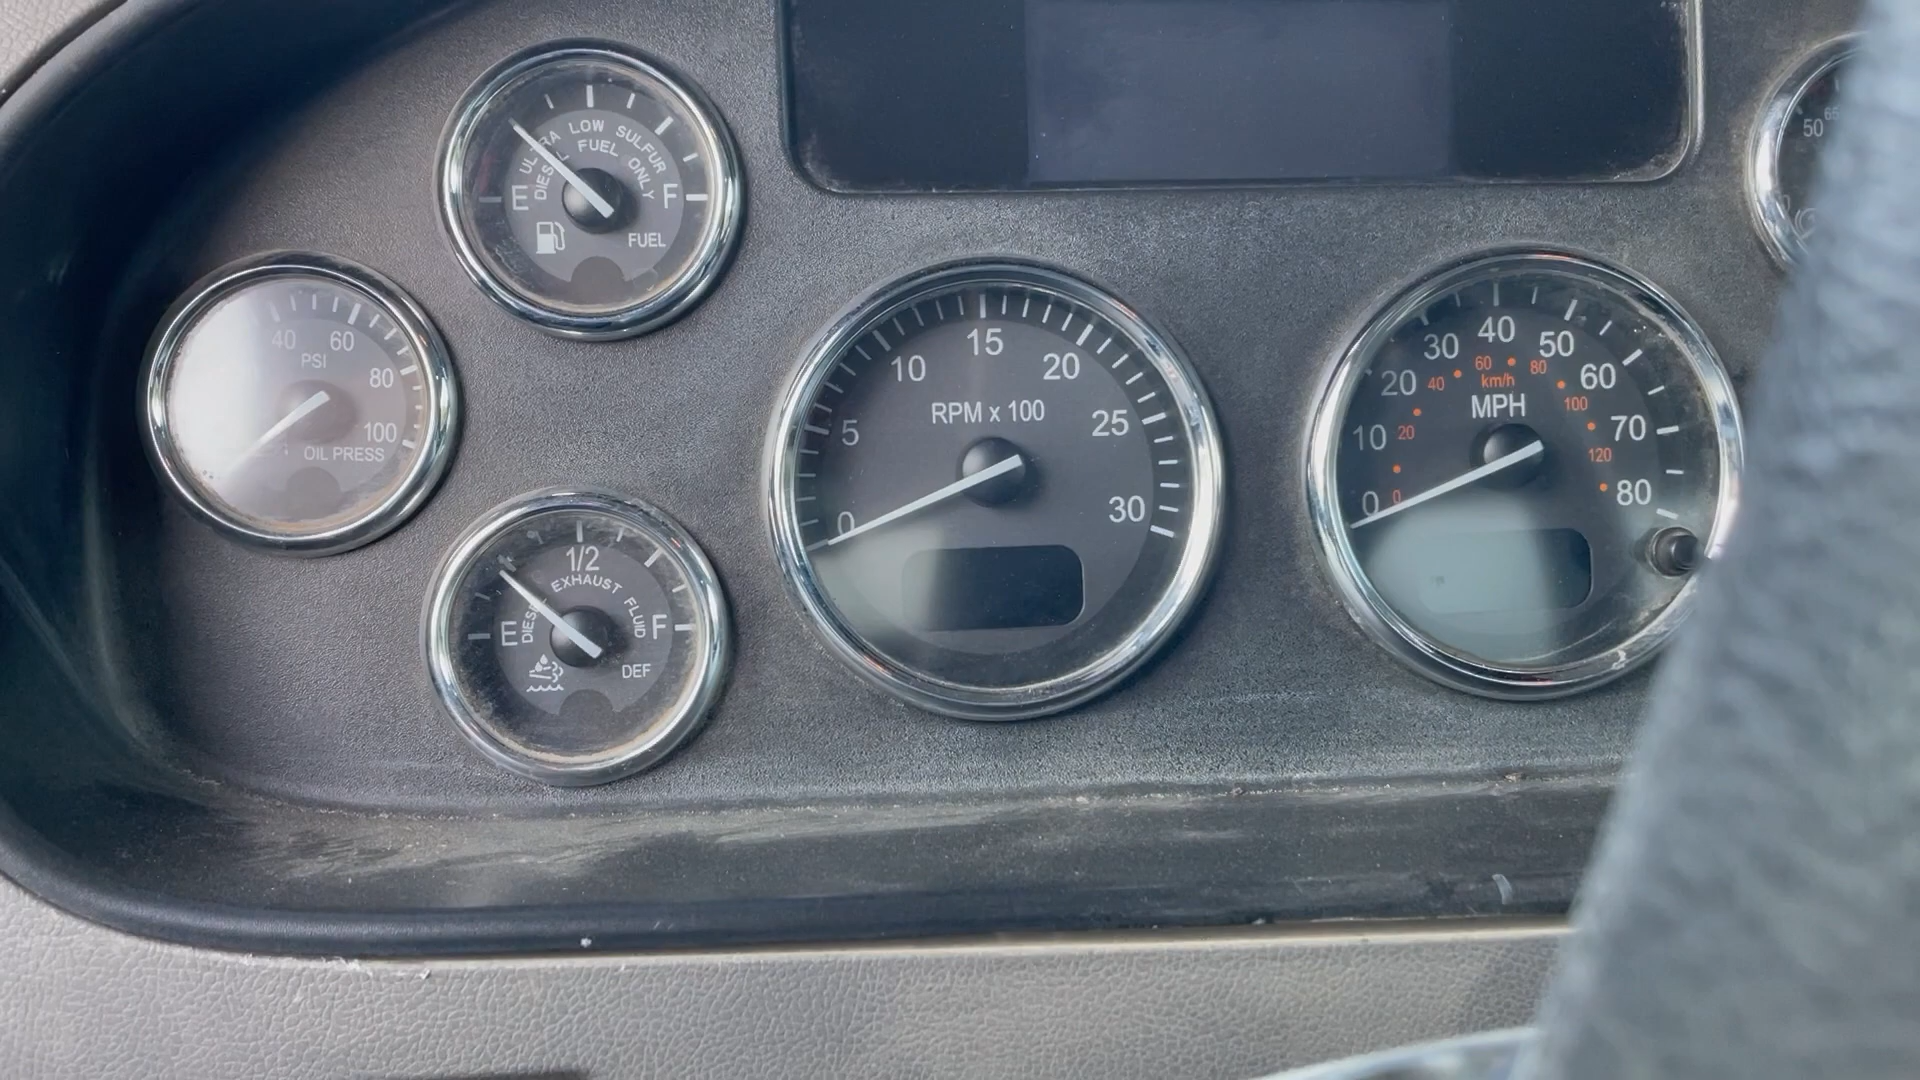 ULTRA LOW SULFUR
DIESEL FUEL ONLY
E F
FUEL
40 60 80 100
PSI
OIL PRESS
1/2
DIESEL EXHAUST FLUID
E F
DEF
0 5 10 15 20 25 30
RPM x 100
0 10 20 30 40 50 60 70 80
0 20 40 60 80 100 120
km/h
MPH
50 65